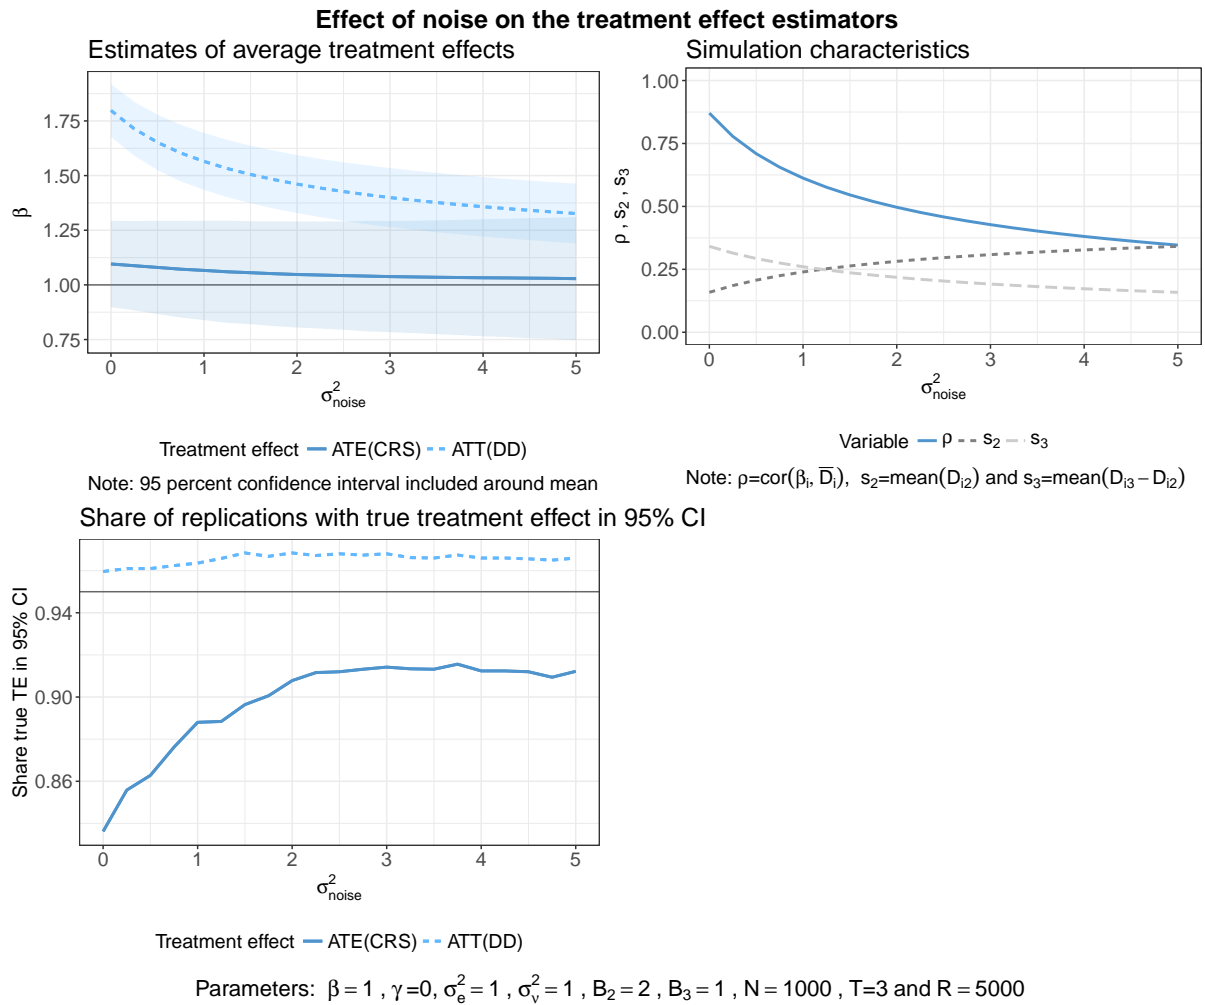 Effect of noise on the treatment effect estimators
Estimates of average treatment effects
β
1.75
1.50
1.25
1.00
0.75
0 1 2 3 4 5
σ²noise
Treatment effect ATE(CRS) ATT(DD)
Note: 95 percent confidence interval included around mean
Simulation characteristics
ρ , s₂ , s₃
1.00
0.75
0.50
0.25
0.00
0 1 2 3 4 5
σ²noise
Variable ρ s₂ s₃
Note: ρ=cor(βᵢ, D̅ᵢ), s₂=mean(Dᵢ₂) and s₃=mean(Dᵢ₃ − Dᵢ₂)
Share of replications with true treatment effect in 95% CI
Share true TE in 95% CI
0.94
0.90
0.86
0 1 2 3 4 5
σ²noise
Treatment effect ATE(CRS) ATT(DD)
Parameters: β = 1 , γ =0, σ²ₑ = 1 , σ²ᵥ = 1 , B₂ = 2 , B₃ = 1 , N = 1000 , T=3 and R = 5000